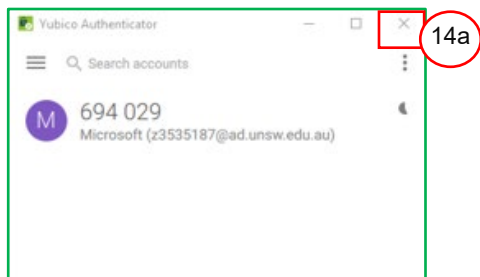 Yubico Authenticator
14a
Search accounts
M
694 029
Microsoft (z3535187@ad.unsw.edu.au)